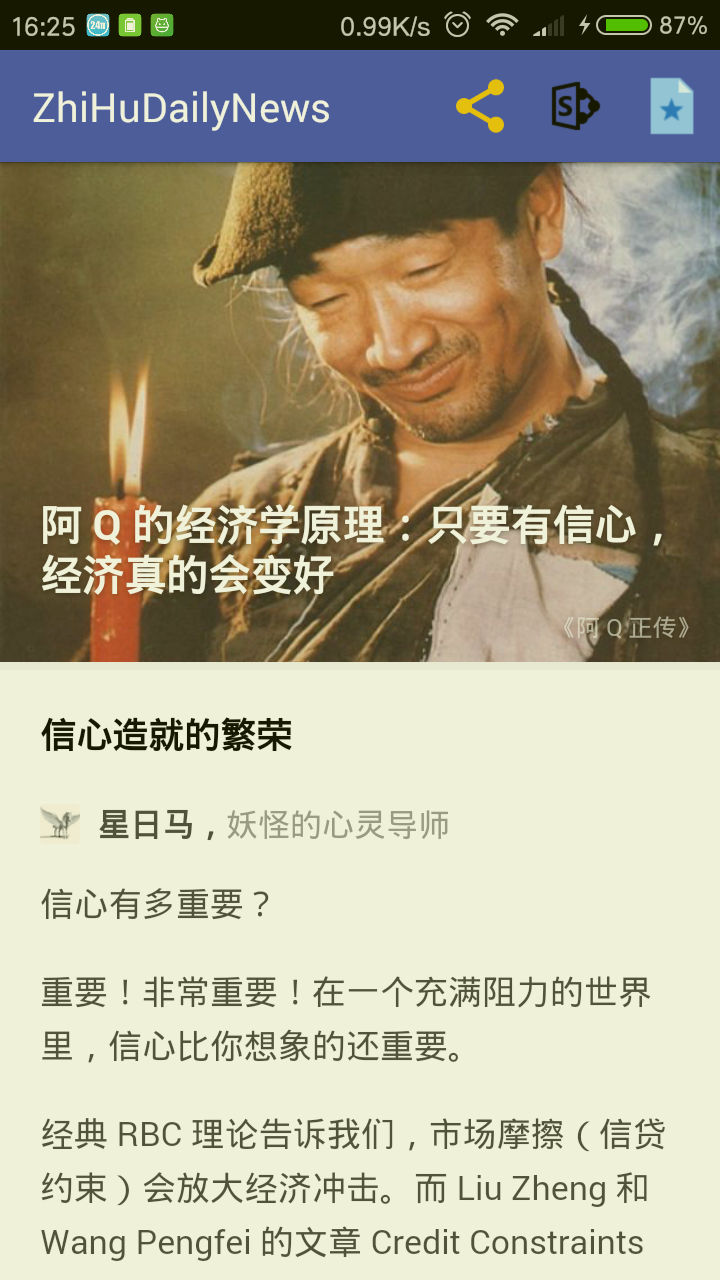 16:25 24π 0.99K/s 87%
ZhiHuDailyNews S
阿 Q 的经济学原理：只要有信心，
经济真的会变好
《阿 Q 正传》
信心造就的繁荣
星日马，妖怪的心灵导师
信心有多重要？
重要！非常重要！在一个充满阻力的世界
里，信心比你想象的还重要。
经典 RBC 理论告诉我们，市场摩擦（信贷
约束）会放大经济冲击。而 Liu Zheng 和
Wang Pengfei 的文章 Credit Constraints